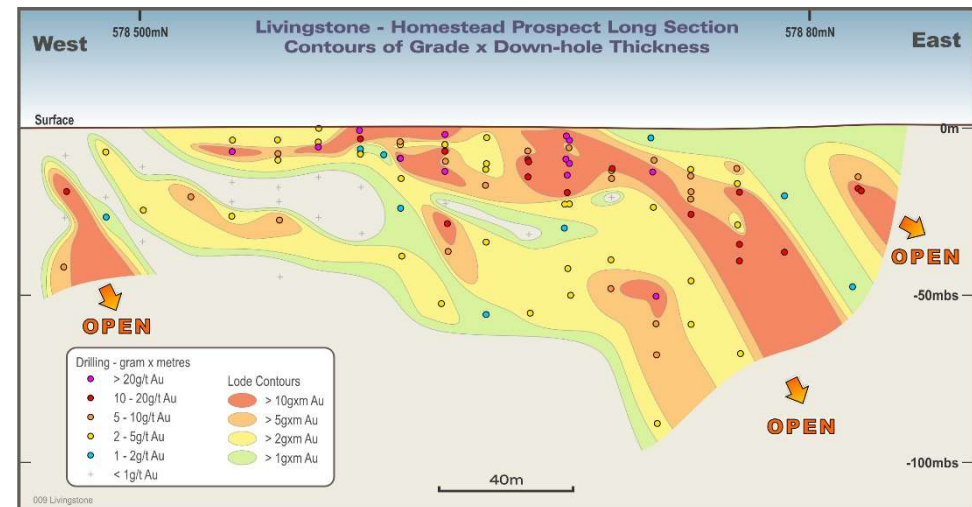 Livingstone - Homestead Prospect Long Section
Contours of Grade x Down-hole Thickness
West
578 500mN
578 80mN
East
Surface
0m
-50mbs
-100mbs
OPEN
OPEN
OPEN
Drilling - gram x metres
> 20g/t Au
10 - 20g/t Au
5 - 10g/t Au
2 - 5g/t Au
1 - 2g/t Au
< 1g/t Au
Lode Contours
> 10gxm Au
> 5gxm Au
> 2gxm Au
> 1gxm Au
40m
009 Livingstone